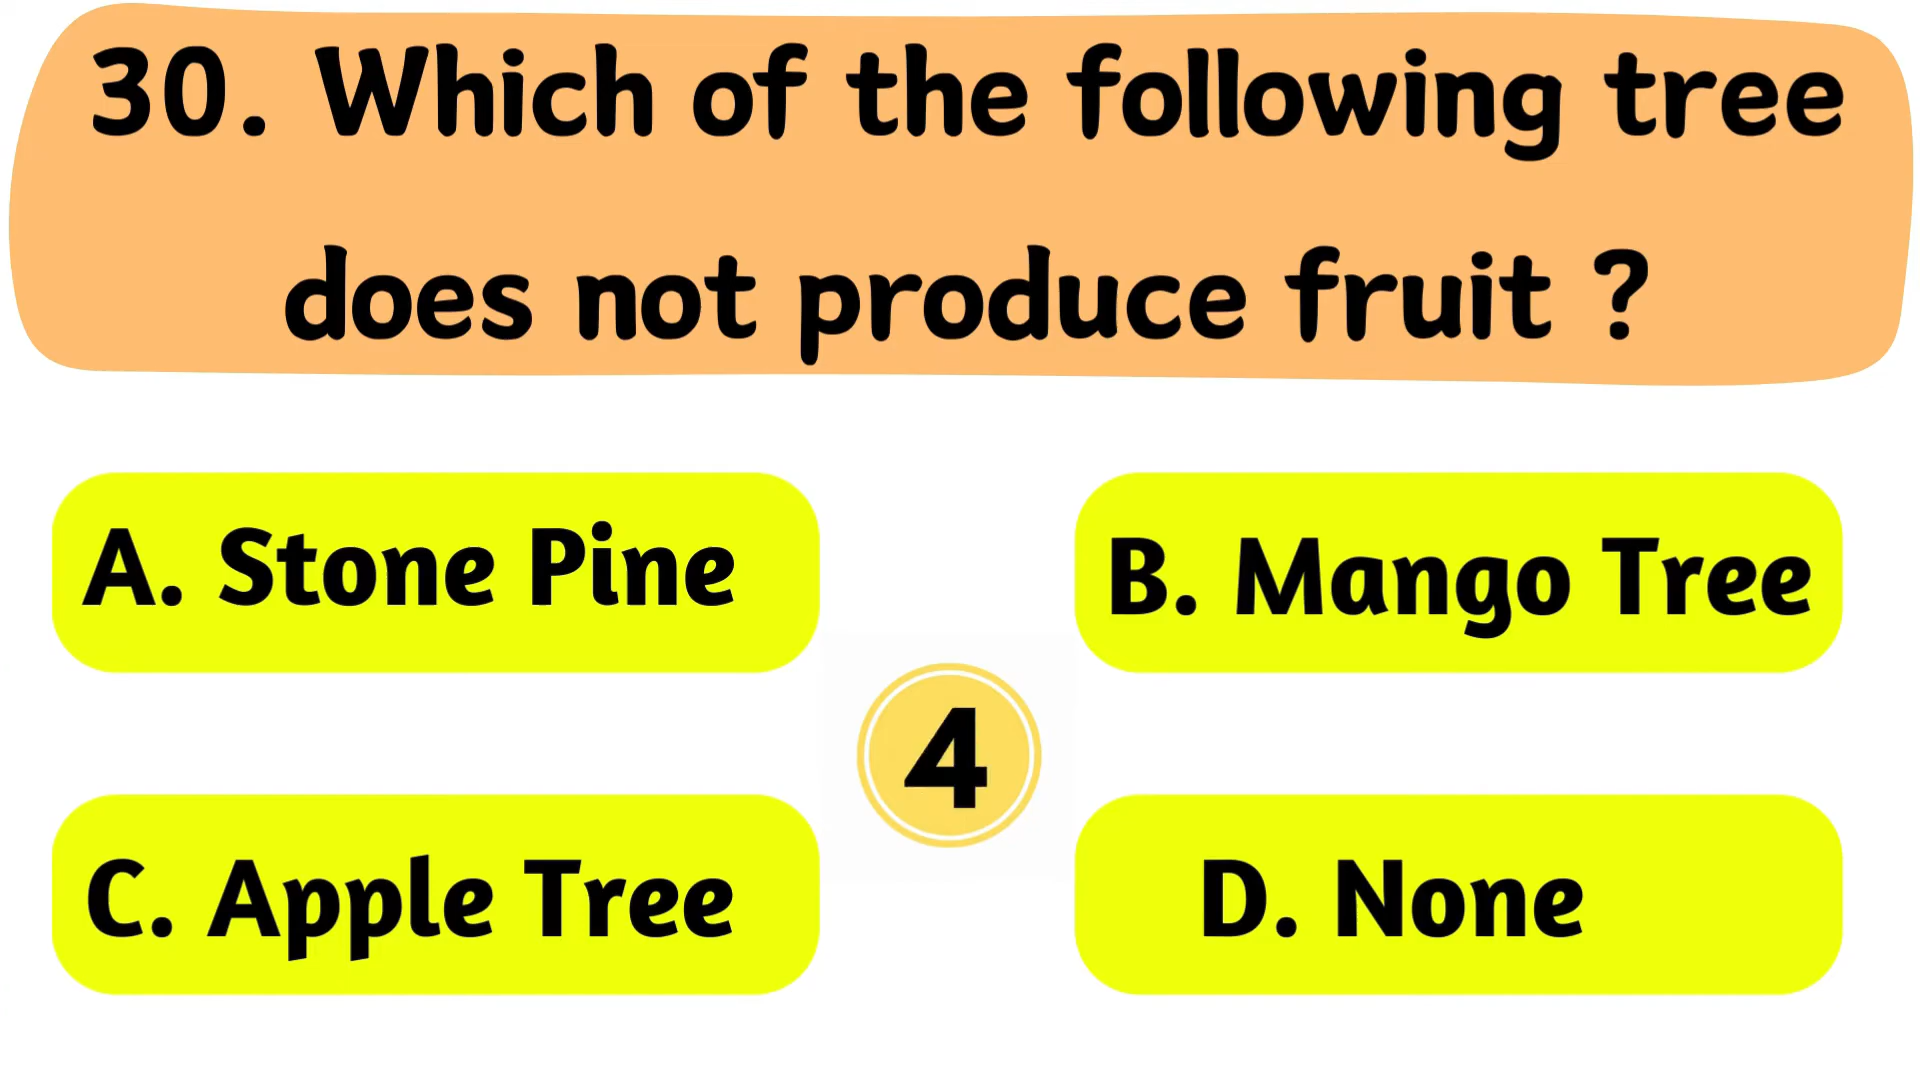 30. Which of the following tree
does not produce fruit ?
A. Stone Pine
B. Mango Tree
4
C. Apple Tree
D. None